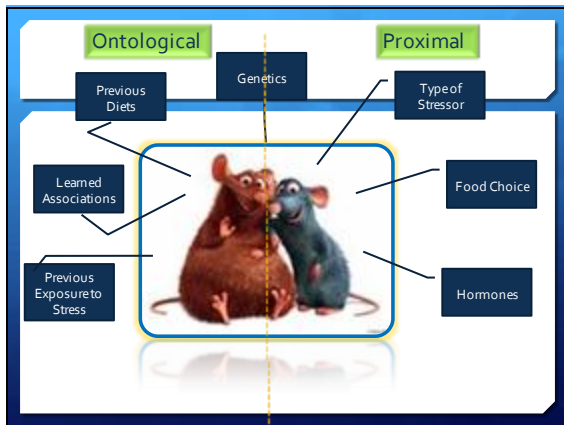 Ontological
Proximal
Genetics
Previous
Diets
Type of
Stressor
Learned
Associations
Food Choice
Previous
Exposure to
Stress
Hormones